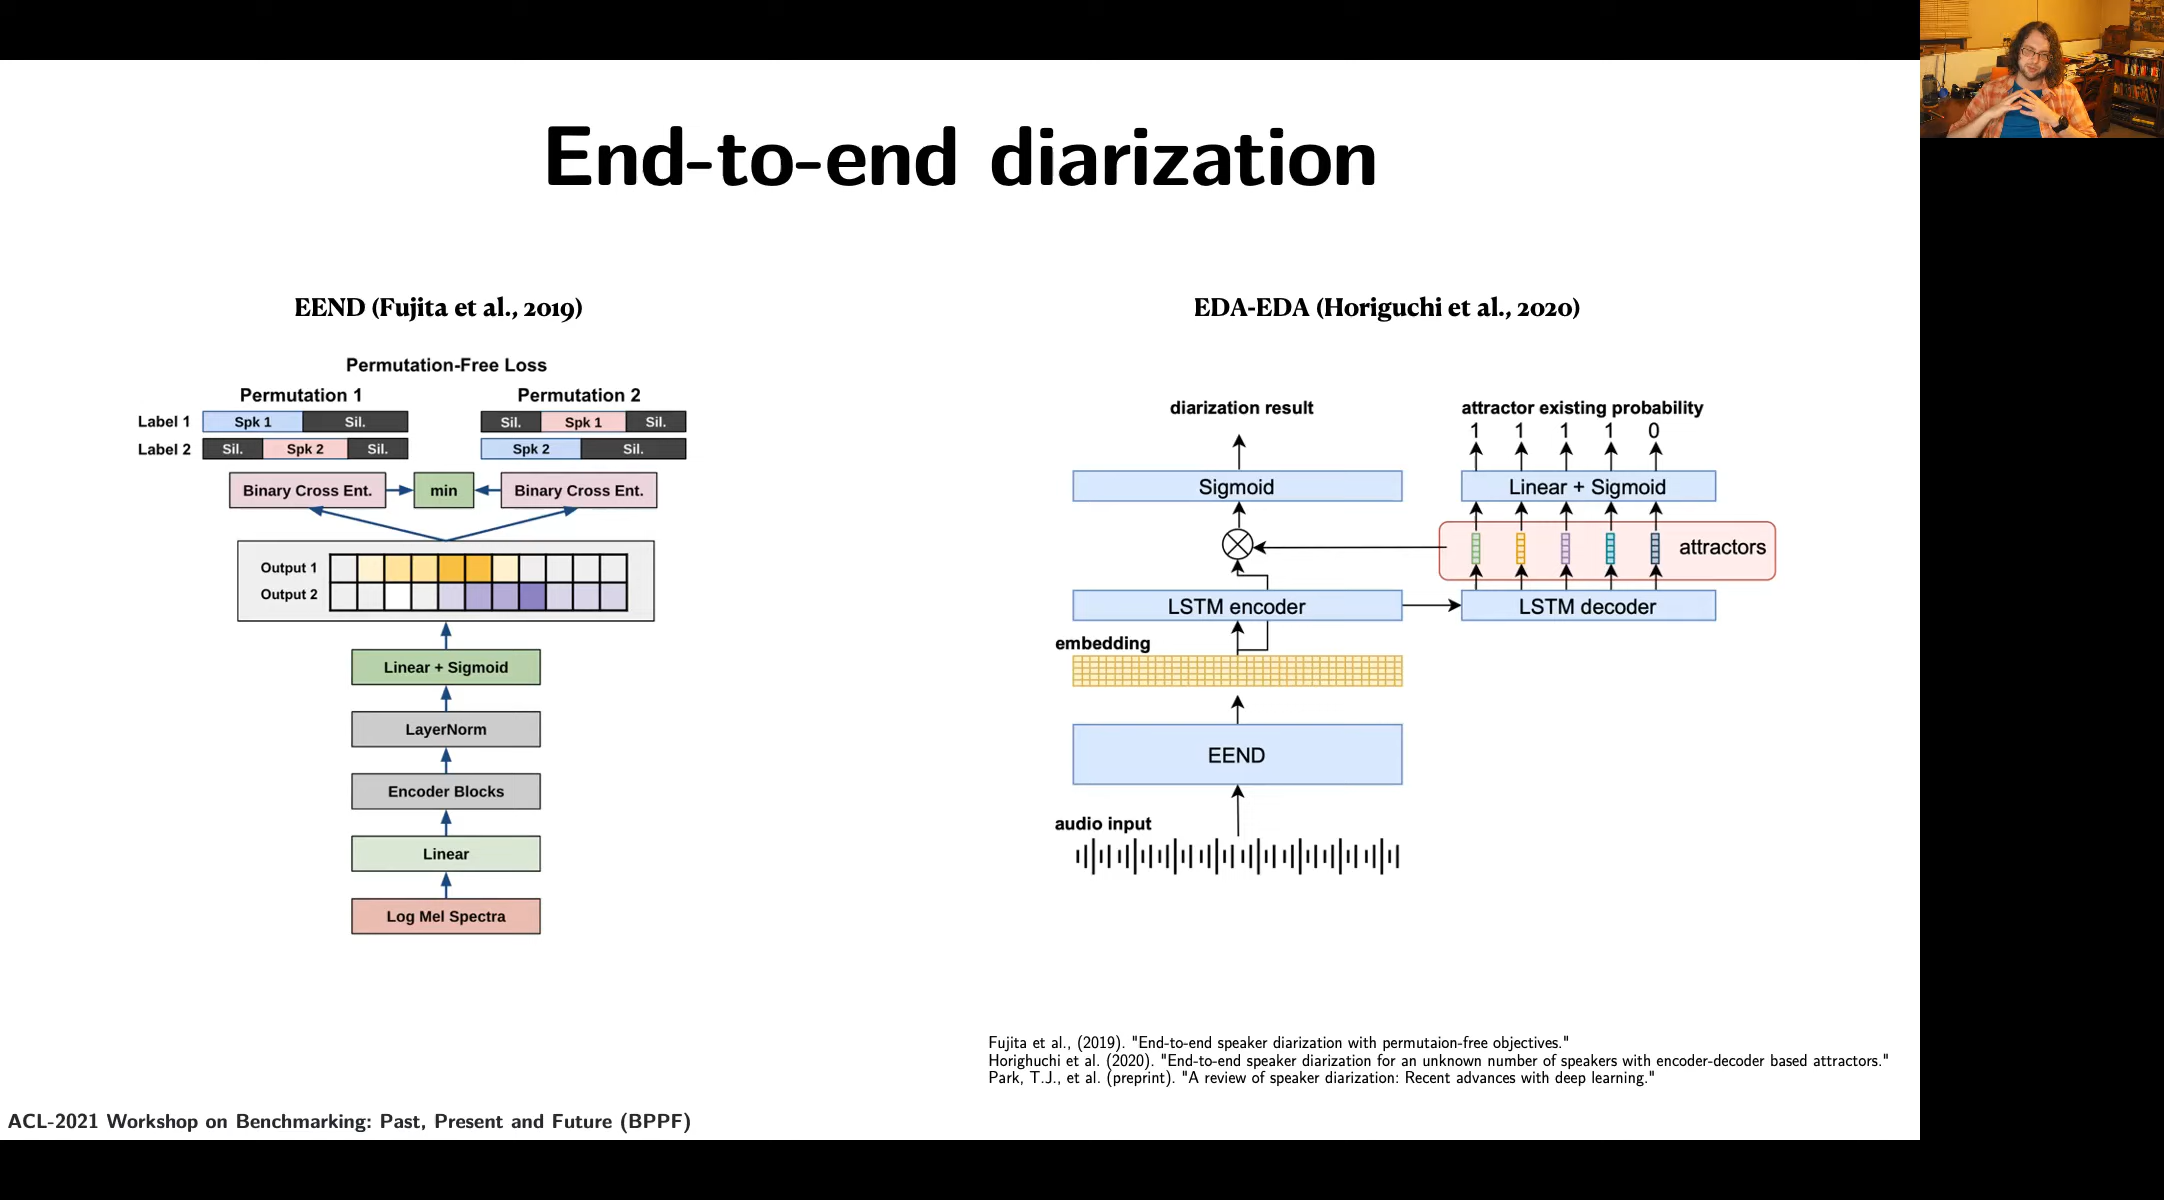 End-to-end diarization
EEND (Fujita et al., 2019)
Permutation-Free Loss
Permutation 1
Permutation 2
Label 1
Spk 1
Sil.
Sil.
Spk 1
Sil.
Label 2
Sil.
Spk 2
Sil.
Spk 2
Sil.
Binary Cross Ent.
min
Binary Cross Ent.
Output 1
Output 2
Linear + Sigmoid
LayerNorm
Encoder Blocks
Linear
Log Mel Spectra
EDA-EDA (Horiguchi et al., 2020)
diarization result
attractor existing probability
1 1 1 1 0
Sigmoid
Linear + Sigmoid
attractors
LSTM encoder
LSTM decoder
embedding
EEND
audio input
Fujita et al., (2019). "End-to-end speaker diarization with permutaion-free objectives."
Horighuchi et al. (2020). "End-to-end speaker diarization for an unknown number of speakers with encoder-decoder based attractors."
Park, T.J., et al. (preprint). "A review of speaker diarization: Recent advances with deep learning."
ACL-2021 Workshop on Benchmarking: Past, Present and Future (BPPF)